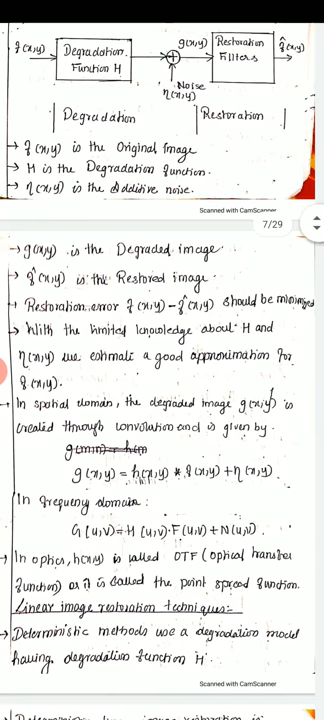 f(x,y)
Degradation
Function H
g(x,y)
Restoration
Filters
f̂(x,y)
Noise
η(x,y)
Degradation
Restoration
→ f(x,y) is the Original Image
→ H is the Degradation function.
→ η(x,y) is the additive noise.
Scanned with CamScanner
7/29
→ g(x,y) is the Degraded image.
→ f̂(x,y) is the Restored image.
→ Restoration error f(x,y) - f̂(x,y) should be minimized
→ With the limited knowledge about H and
η(x,y) we estimate a good approximation for
f(x,y).
→ In spatial domain, the degraded image g(x,y) is
created through convolution and is given by.
g(x,y) = h(x,y) * f(x,y) + η(x,y).
In frequency domain:
G(u,v) = H(u,v).F(u,v) + N(u,v).
→ In optics, h(x,y) is called OTF (optical transfer
function) or it is called the point spread function.
Linear image restoration techniques:-
→ Deterministic methods use a degradation model
having degradation function H.
Scanned with CamScanner